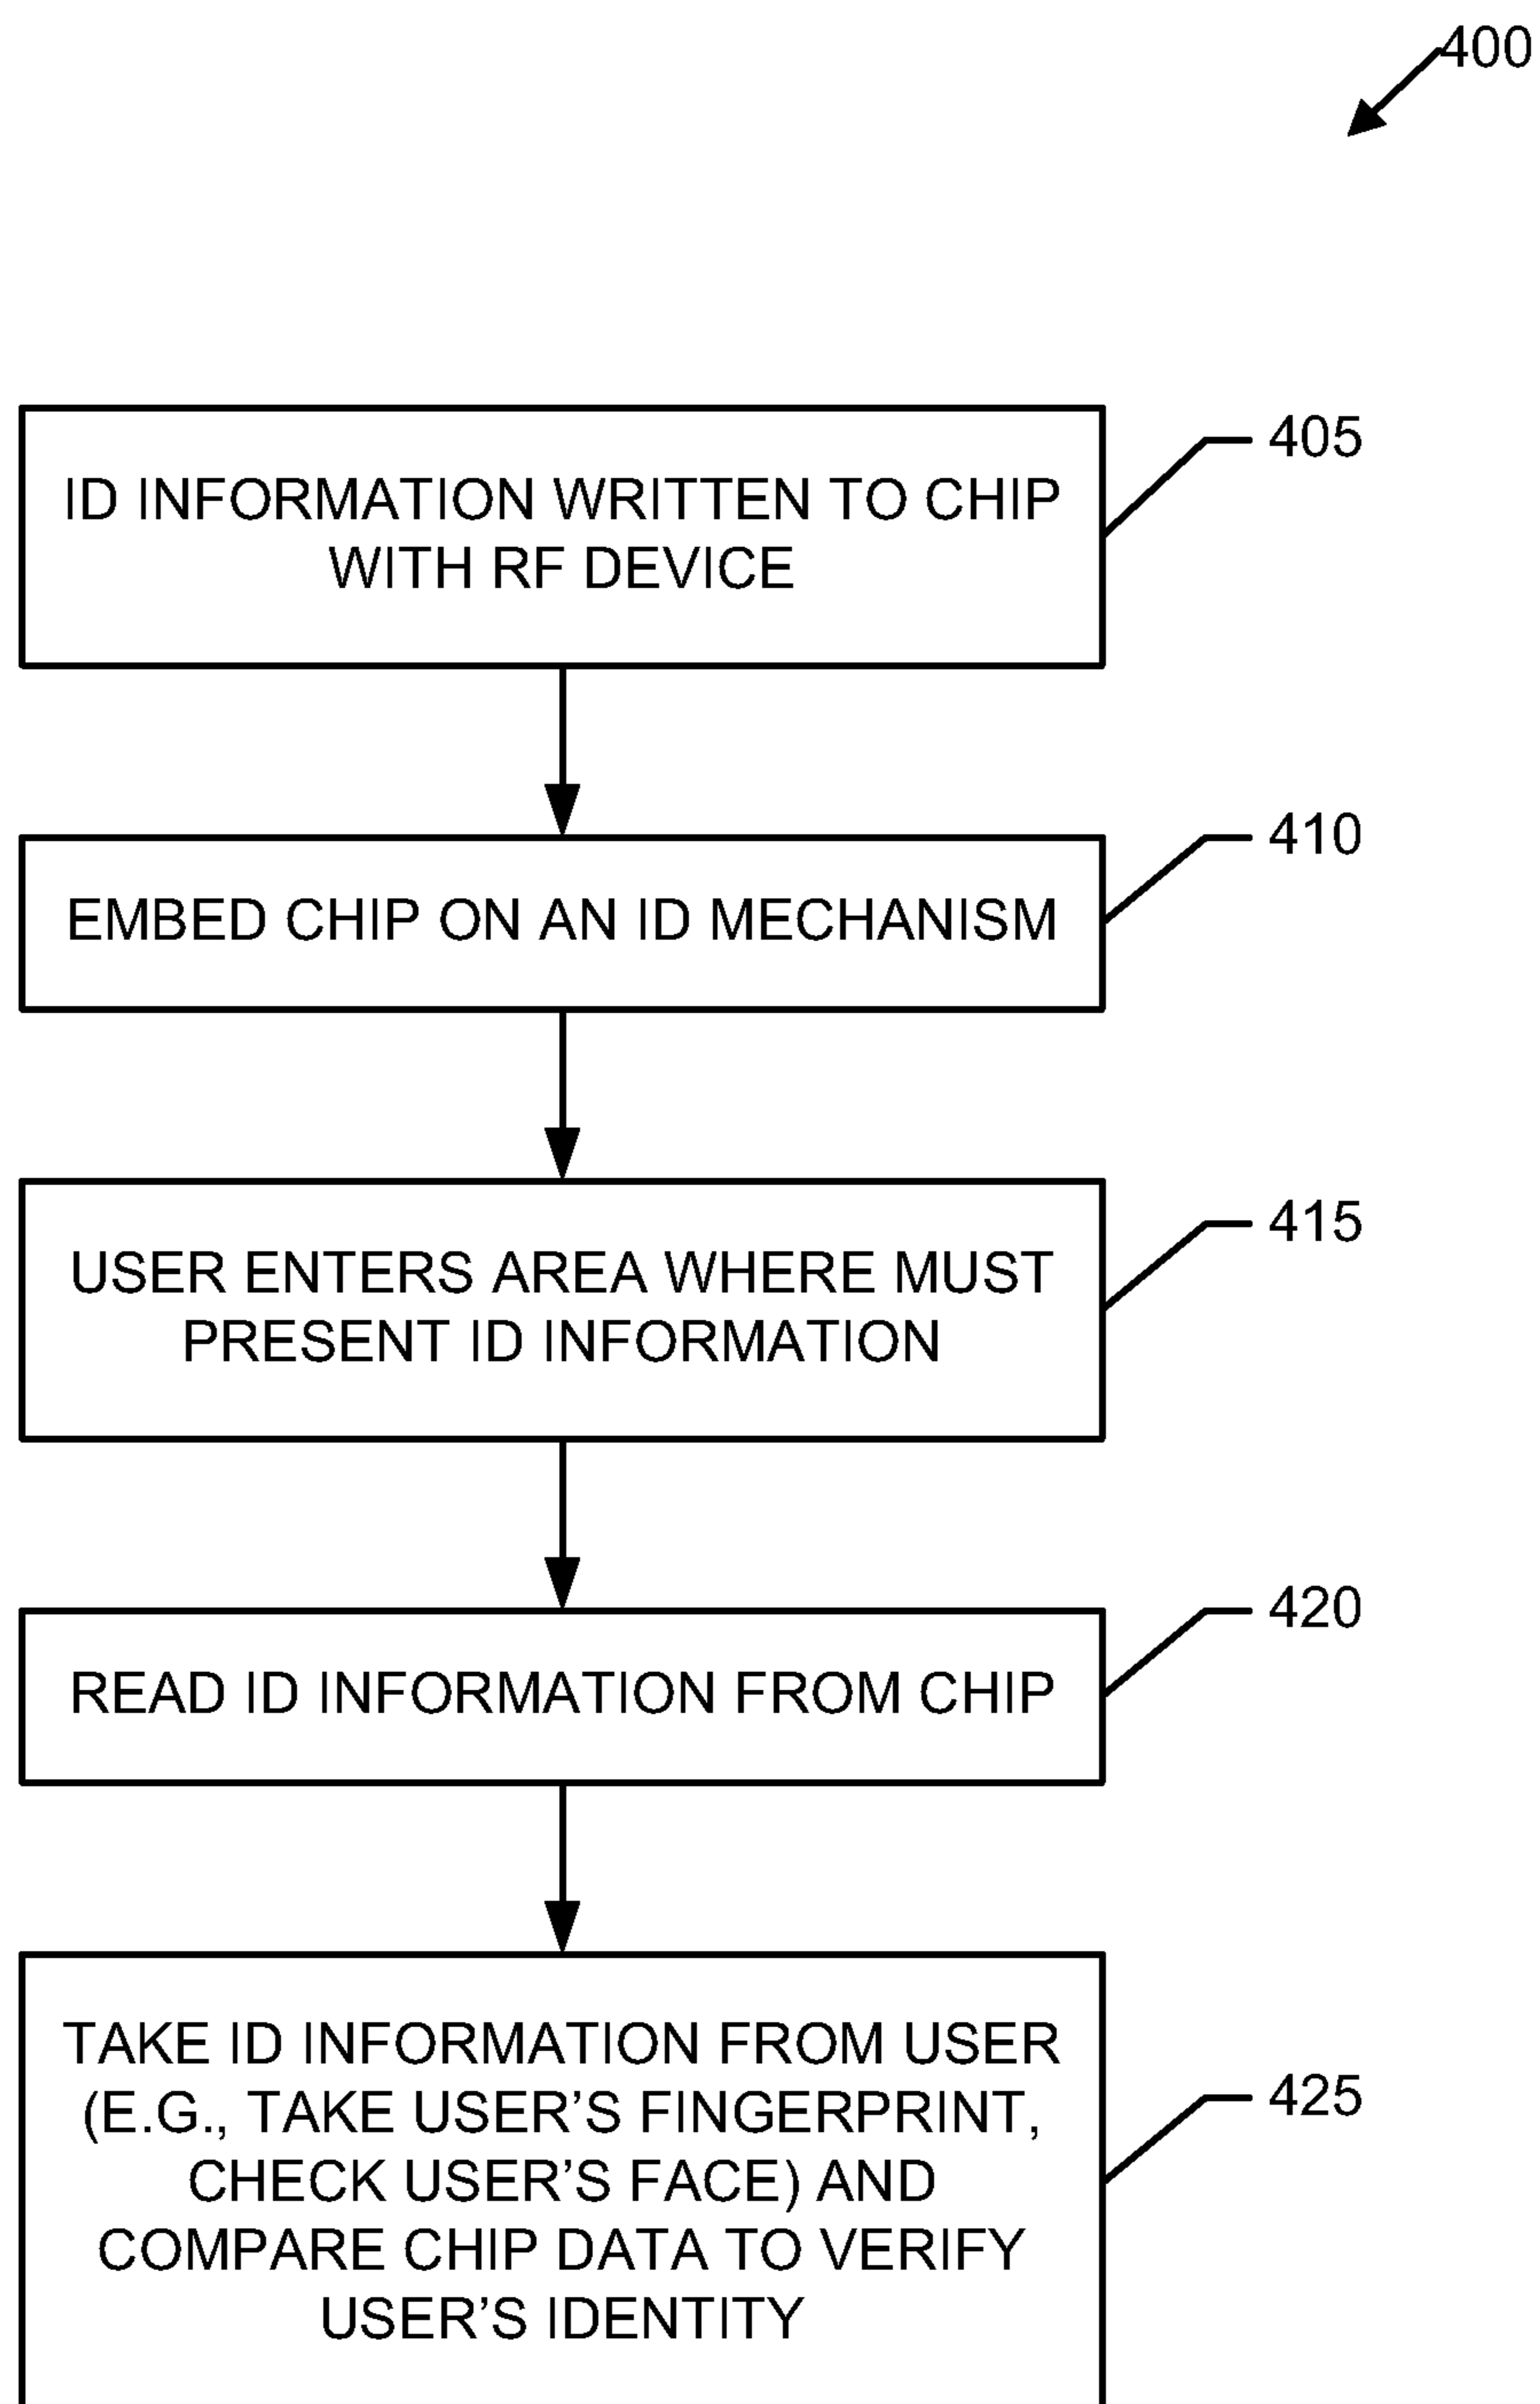 400
ID INFORMATION WRITTEN TO CHIP
WITH RF DEVICE
405
EMBED CHIP ON AN ID MECHANISM
410
USER ENTERS AREA WHERE MUST
PRESENT ID INFORMATION
415
READ ID INFORMATION FROM CHIP
420
TAKE ID INFORMATION FROM USER
(E.G., TAKE USER’S FINGERPRINT,
CHECK USER’S FACE) AND
COMPARE CHIP DATA TO VERIFY
USER’S IDENTITY
425